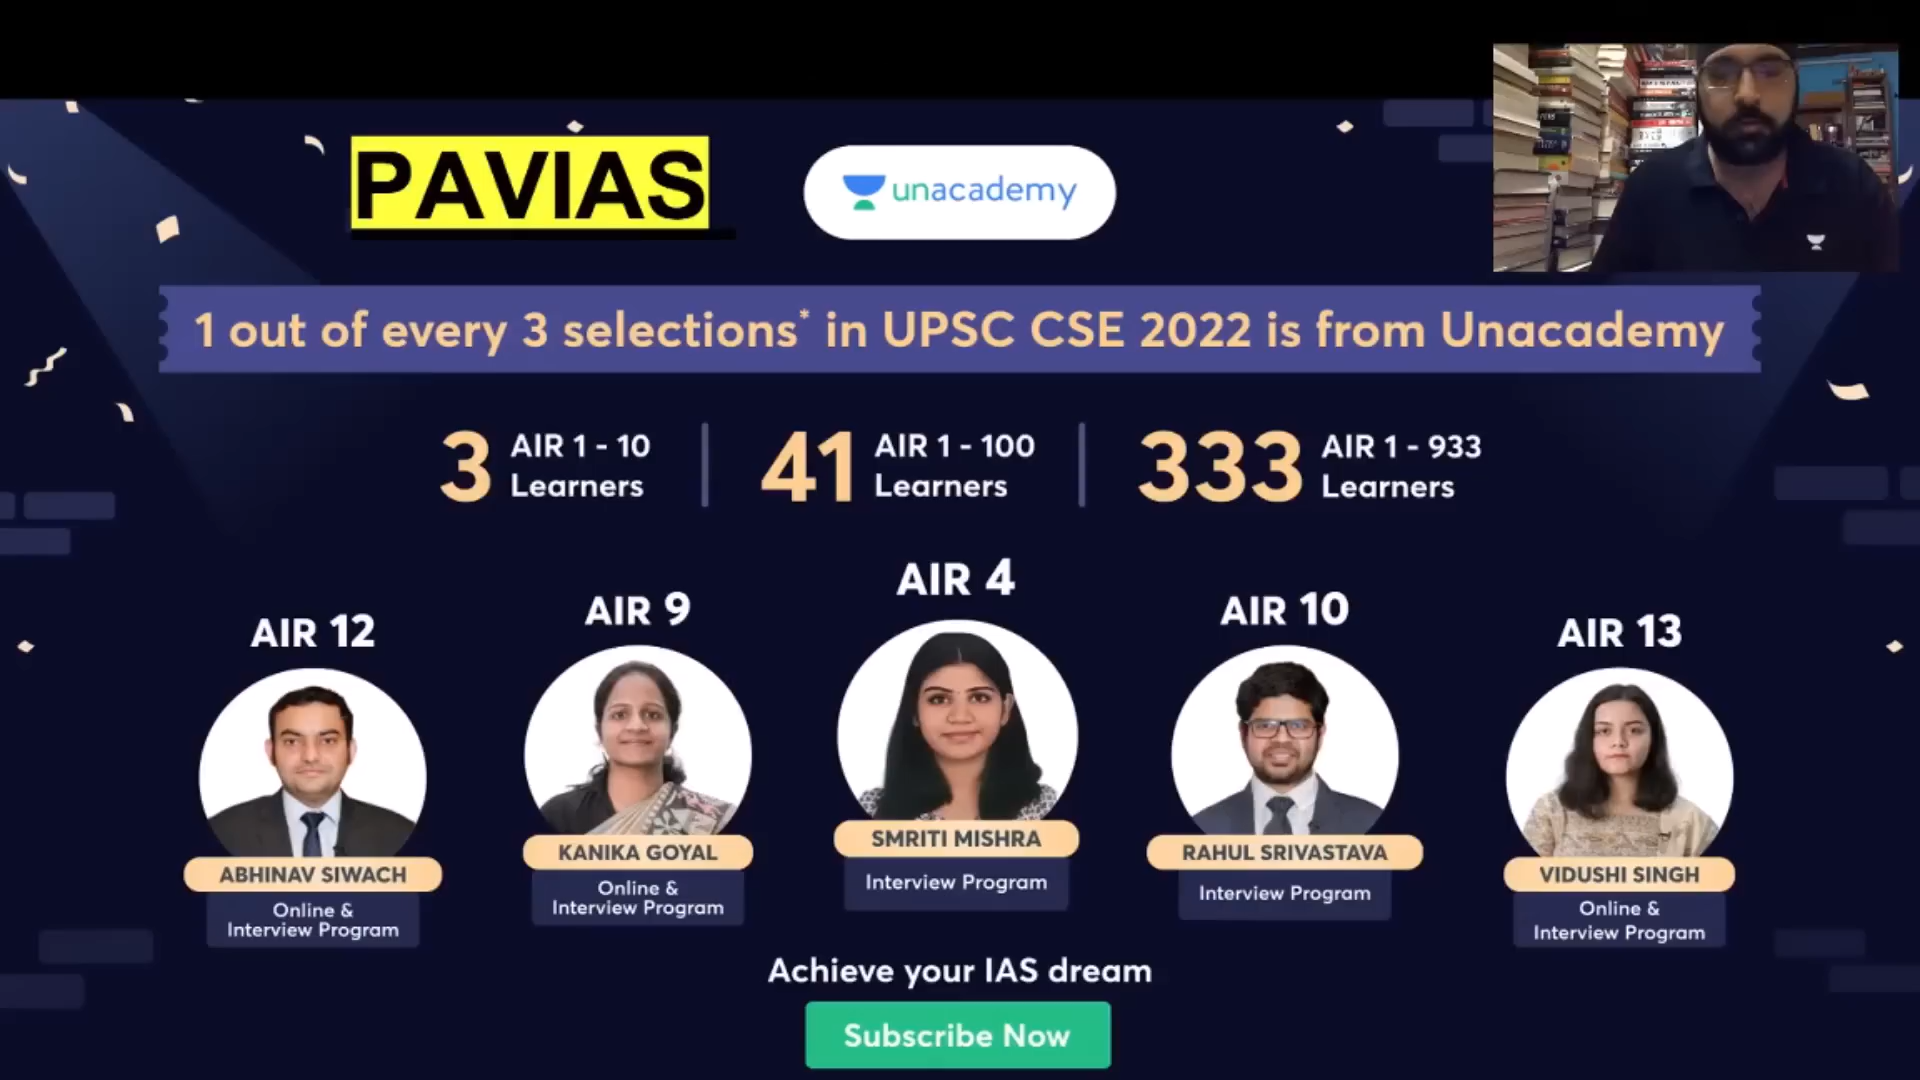 PAVIAS
unacademy
1 out of every 3 selections* in UPSC CSE 2022 is from Unacademy
3 AIR 1 - 10 Learners
41 AIR 1 - 100 Learners
333 AIR 1 - 933 Learners
AIR 12
AIR 9
AIR 4
AIR 10
AIR 13
ABHINAV SIWACH
Online &
Interview Program
KANIKA GOYAL
Online &
Interview Program
SMRITI MISHRA
Interview Program
RAHUL SRIVASTAVA
Interview Program
VIDUSHI SINGH
Online &
Interview Program
Achieve your IAS dream
Subscribe Now